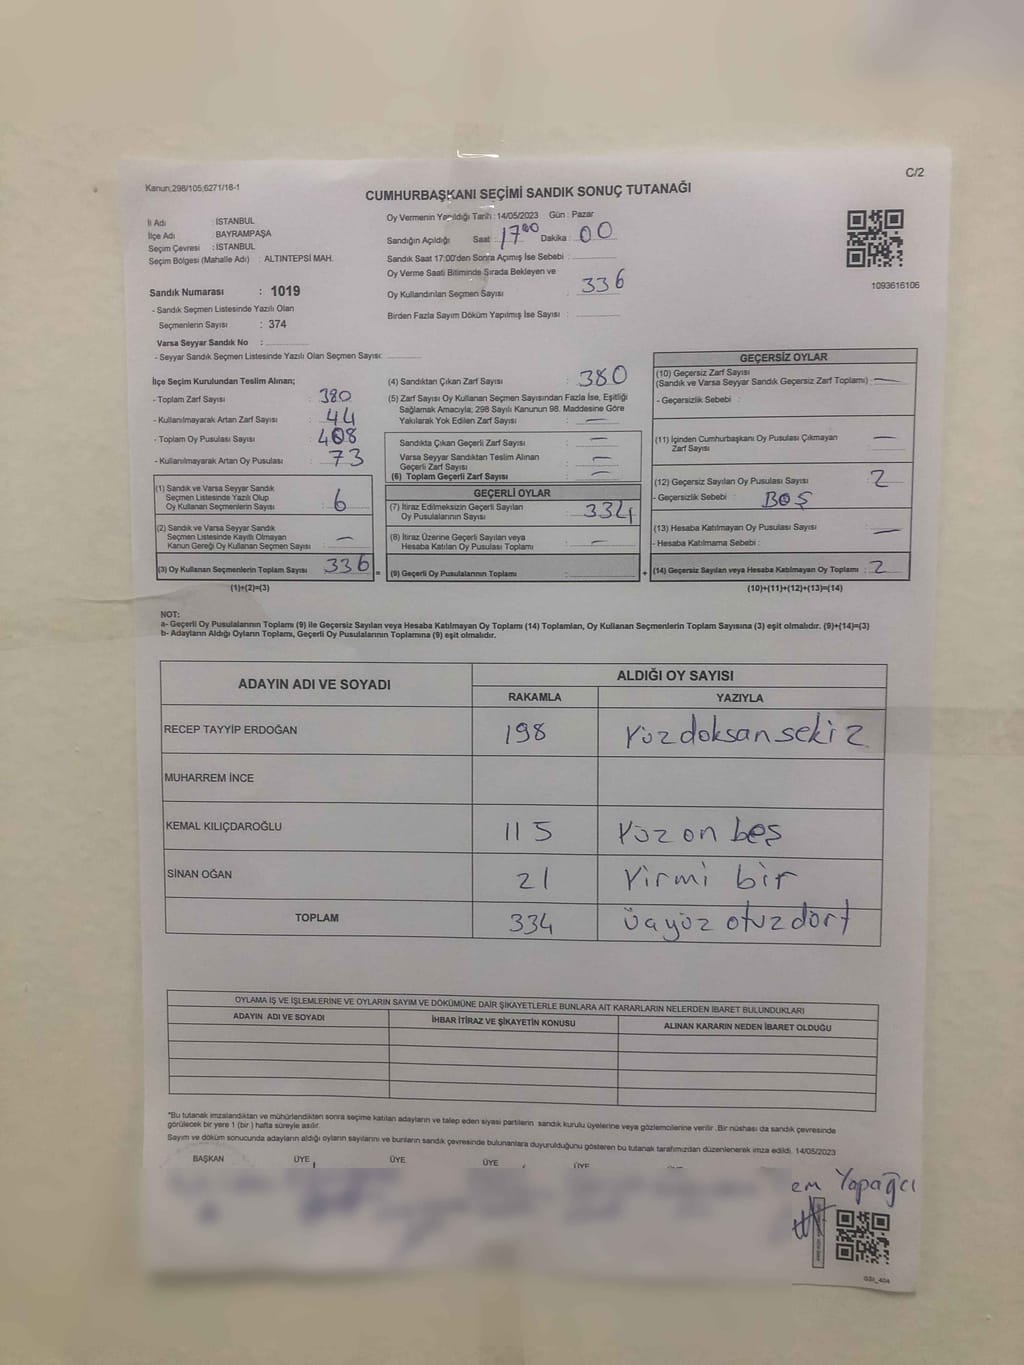 Kanun;298/105;6271/18-1
C/2
CUMHURBAŞKANI SEÇİMİ SANDIK SONUÇ TUTANAĞI
İl Adı : İSTANBUL
İlçe Adı : BAYRAMPAŞA
Seçim Çevresi : İSTANBUL
Seçim Bölgesi (Mahalle Adı) : ALTINTEPSİ MAH.
Oy Vermenin Yapıldığı Tarih : 14/05/2023 Gün : Pazar
Sandığın Açıldığı Saat : 17⁰⁰ Dakika : 00
Sandık Saat 17:00'den Sonra Açımış İse Sebebi :
Oy Verme Saati Bitiminde Sırada Bekleyen ve
Oy Kullandırılan Seçmen Sayısı : 336
Birden Fazla Sayım Döküm Yapılmış İse Sayısı :
1093616106
Sandık Numarası : 1019
- Sandık Seçmen Listesinde Yazılı Olan
Seçmenlerin Sayısı : 374
Varsa Seyyar Sandık No :
- Seyyar Sandık Seçmen Listesinde Yazılı Olan Seçmen Sayısı:
İlçe Seçim Kurulundan Teslim Alınan;
- Toplam Zarf Sayısı : 380
- Kullanılmayarak Artan Zarf Sayısı : 44
- Toplam Oy Pusulası Sayısı : 408
- Kullanılmayarak Artan Oy Pusulası : 73
(1) Sandık ve Varsa Seyyar Sandık
Seçmen Listesinde Yazılı Olup
Oy Kullanan Seçmenlerin Sayısı : 6
(2) Sandık ve Varsa Seyyar Sandık
Seçmen Listesinde Kayıtlı Olmayan
Kanun Gereği Oy Kullanan Seçmen Sayısı : —
(3) Oy Kullanan Seçmenlerin Toplam Sayısı 336 =
(1)+(2)=(3)
(4) Sandıktan Çıkan Zarf Sayısı : 380
(5) Zarf Sayısı Oy Kullanan Seçmen Sayısından Fazla İse, Eşitliği
Sağlamak Amacıyla; 298 Sayılı Kanunun 98. Maddesine Göre
Yakılarak Yok Edilen Zarf Sayısı : —
Sandıkta Çıkan Geçerli Zarf Sayısı : —
Varsa Seyyar Sandıktan Teslim Alınan
Geçerli Zarf Sayısı : —
(6) Toplam Geçerli Zarf Sayısı : —
GEÇERLİ OYLAR
(7) İtiraz Edilmeksizin Geçerli Sayılan
Oy Pusulalarının Sayısı : 334
(8) İtiraz Üzerine Geçerli Sayılan veya
Hesaba Katılan Oy Pusulası Toplamı : —
(9) Geçerli Oy Pusulalarının Toplamı : +
GEÇERSİZ OYLAR
(10) Geçersiz Zarf Sayısı
(Sandık ve Varsa Seyyar Sandık Geçersiz Zarf Toplamı) : —
- Geçersizlik Sebebi :
(11) İçinden Cumhurbaşkanı Oy Pusulası Çıkmayan
Zarf Sayısı : —
(12) Geçersiz Sayılan Oy Pusulası Sayısı : 2
- Geçersizlik Sebebi : BOŞ
(13) Hesaba Katılmayan Oy Pusulası Sayısı : —
- Hesaba Katılmama Sebebi :
(14) Geçersiz Sayılan veya Hesaba Katılmayan Oy Toplamı : 2
(10)+(11)+(12)+(13)=(14)
NOT:
a- Geçerli Oy Pusulalarının Toplamı (9) ile Geçersiz Sayılan veya Hesaba Katılmayan Oy Toplamı (14) Toplamları, Oy Kullanan Seçmenlerin Toplam Sayısına (3) eşit olmalıdır. (9)+(14)=(3)
b- Adayların Aldığı Oyların Toplamı, Geçerli Oy Pusulalarının Toplamına (9) eşit olmalıdır.
ADAYIN ADI VE SOYADI
ALDIĞI OY SAYISI
RAKAMLA YAZIYLA
RECEP TAYYİP ERDOĞAN 198 Yüzdoksansekiz
MUHARREM İNCE
KEMAL KILIÇDAROĞLU 115 Yüz on beş
SİNAN OĞAN 21 Yirmi bir
TOPLAM 334 üçyüz otuzdört
OYLAMA İŞ VE İŞLEMLERİNE VE OYLARIN SAYIM VE DÖKÜMÜNE DAİR ŞİKAYETLERLE BUNLARA AİT KARARLARIN NELERDEN İBARET BULUNDUKLARI
ADAYIN ADI VE SOYADI İHBAR İTİRAZ VE ŞİKAYETİN KONUSU ALINAN KARARIN NEDEN İBARET OLDUĞU
*Bu tutanak imzalandıktan ve mühürlendikten sonra seçime katılan adayların ve talep eden siyasi partilerin sandık kurulu üyelerine veya gözlemcilerine verilir .Bir nüshası da sandık çevresinde
görülecek bir yere 1 (bir ) hafta süreyle asılır.
Sayım ve döküm sonucunda adayların aldığı oyların sayılarını ve bunların sandık çevresinde bulunanlara duyurulduğunu gösteren bu tutanak tarafımızdan düzenlenerek imza edildi. 14/05/2023
BAŞKAN ÜYE ÜYE ÜYE ÜYE
em Yapağcı
GSI_404